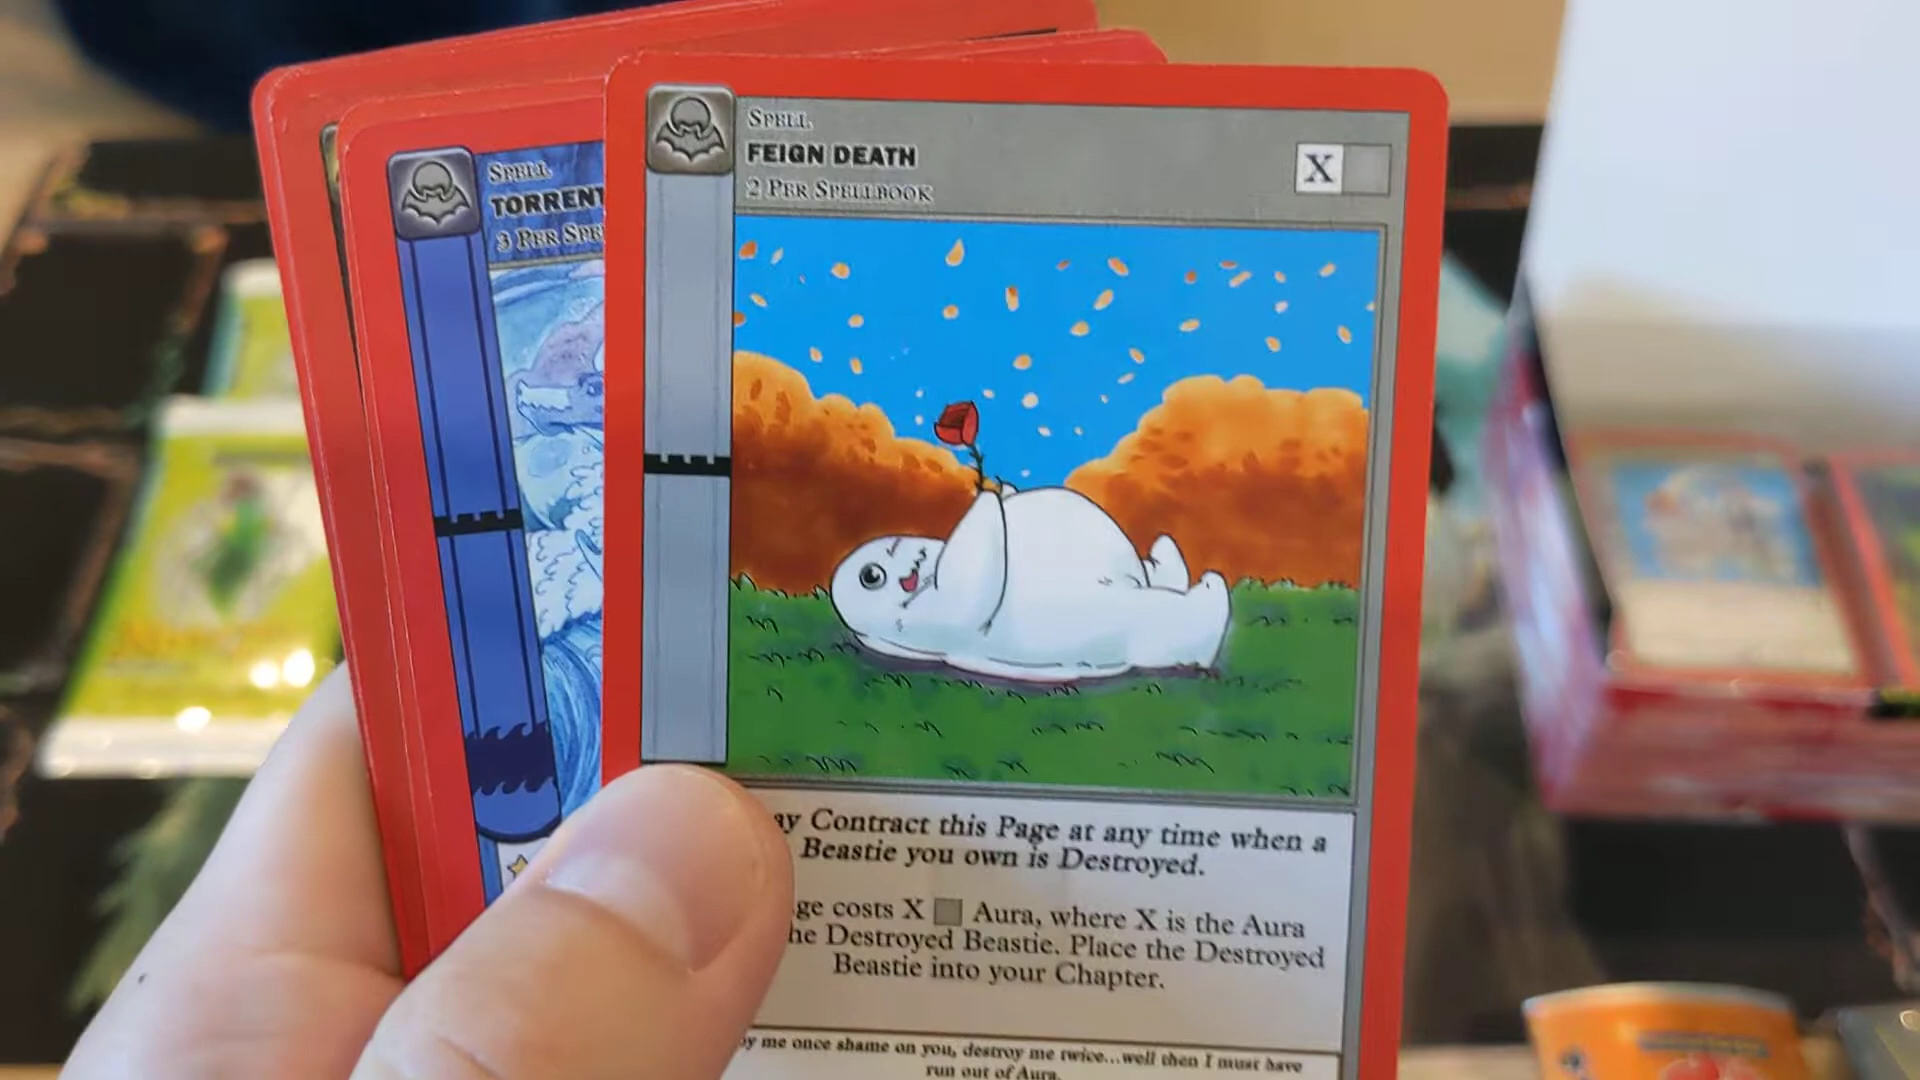 SPELL
TORRENT
3 PER SPE
SPELL
FEIGN DEATH
2 PER SPELLBOOK
X
ay Contract this Page at any time when a
Beastie you own is Destroyed.
ge costs X Aura, where X is the Aura
he Destroyed Beastie. Place the Destroyed
Beastie into your Chapter.
oy me once shame on you, destroy me twice...well then I must have
run out of Aura.